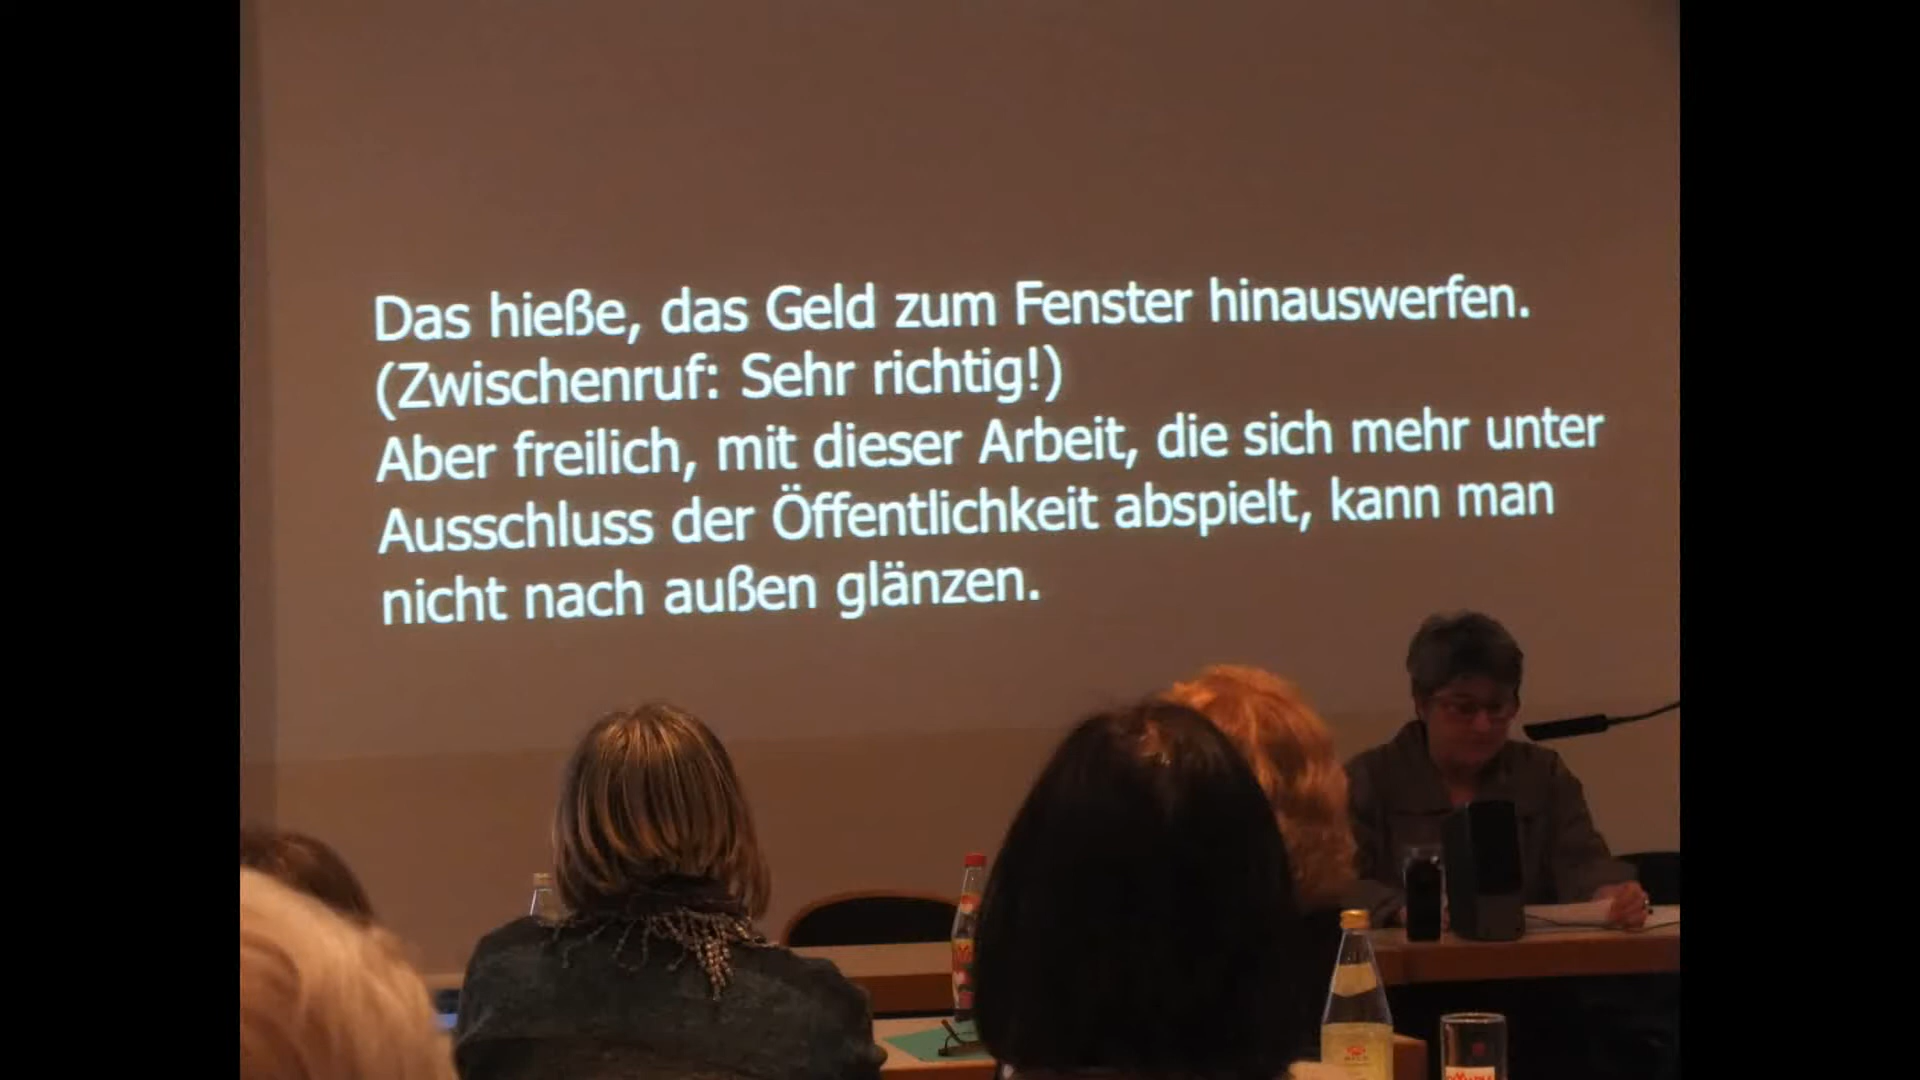 Das hieße, das Geld zum Fenster hinauswerfen.
(Zwischenruf: Sehr richtig!)
Aber freilich, mit dieser Arbeit, die sich mehr unter
Ausschluss der Öffentlichkeit abspielt, kann man
nicht nach außen glänzen.